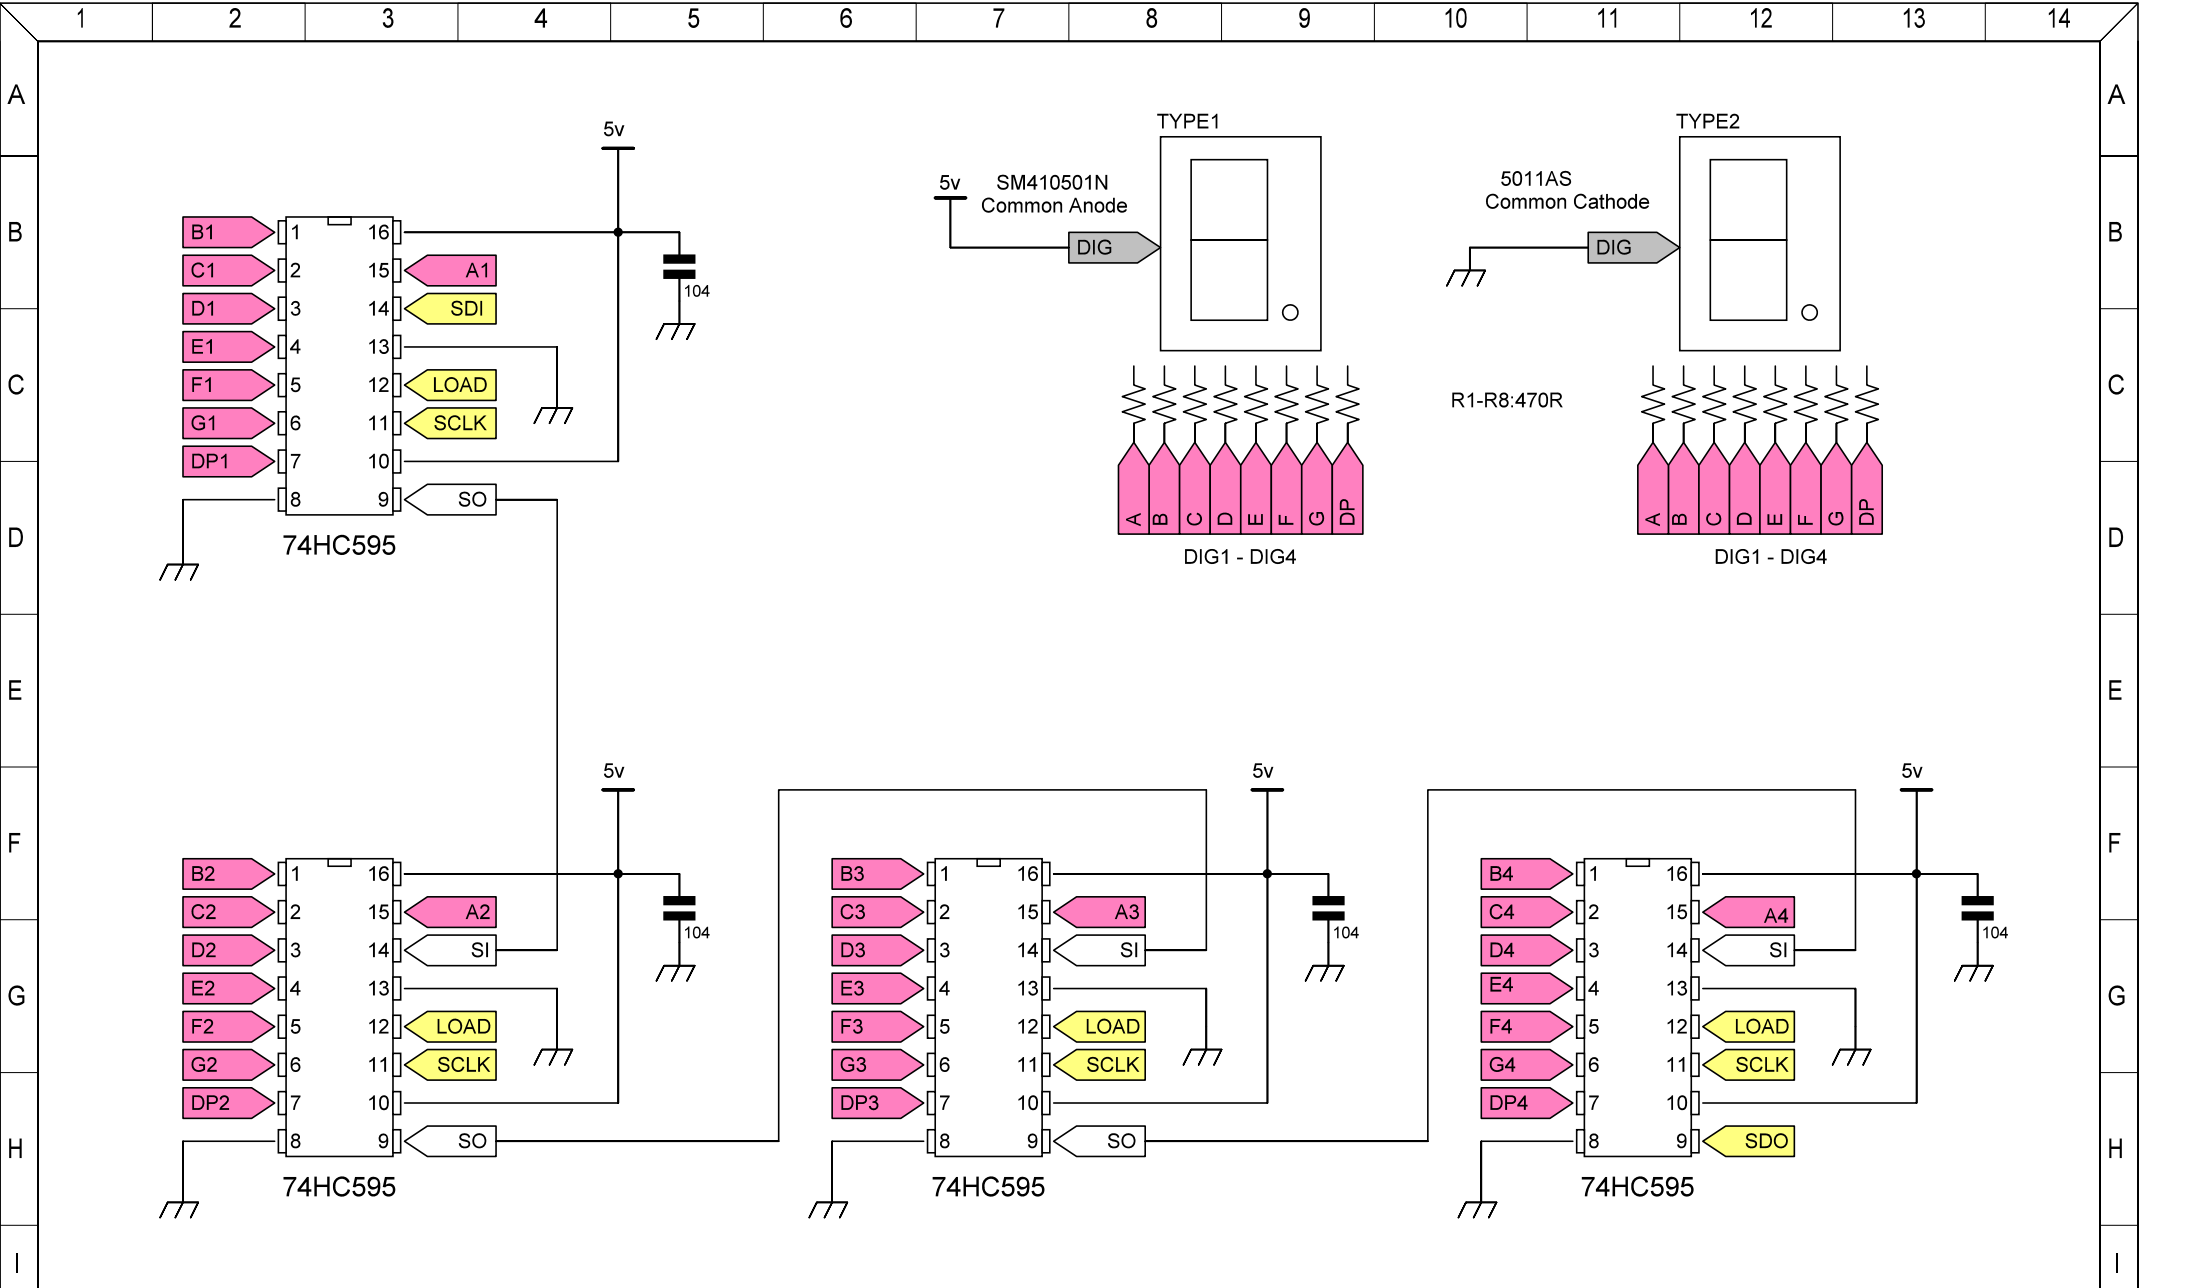 1 2 3 4 5 6 7 8 9 10 11 12 13 14
A A
5v
TYPE1 TYPE2
5v SM410501N 5011AS
Common Anode Common Cathode
B B
B1 1 16
DIG DIG
C1 2 15 A1
104
D1 3 14 SDI
E1 4 13
C C
F1 5 12 LOAD
R1-R8:470R
G1 6 11 SCLK
DP1 7 10
8 9 SO
A B C D E F G DP A B C D E F G DP
D D
74HC595
DIG1 - DIG4 DIG1 - DIG4
E E
5v 5v 5v
F F
B2 1 16 B3 1 16 B4 1 16
C2 2 15 A2 C3 2 15 A3 C4 2 15 A4
104 104 104
D2 3 14 SI D3 3 14 SI D4 3 14 SI
E2 4 13 E3 4 13 E4 4 13
G G
F2 5 12 LOAD F3 5 12 LOAD F4 5 12 LOAD
G2 6 11 SCLK G3 6 11 SCLK G4 6 11 SCLK
DP2 7 10 DP3 7 10 DP4 7 10
8 9 SO 8 9 SO 8 9 SDO
H H
74HC595 74HC595 74HC595
I I